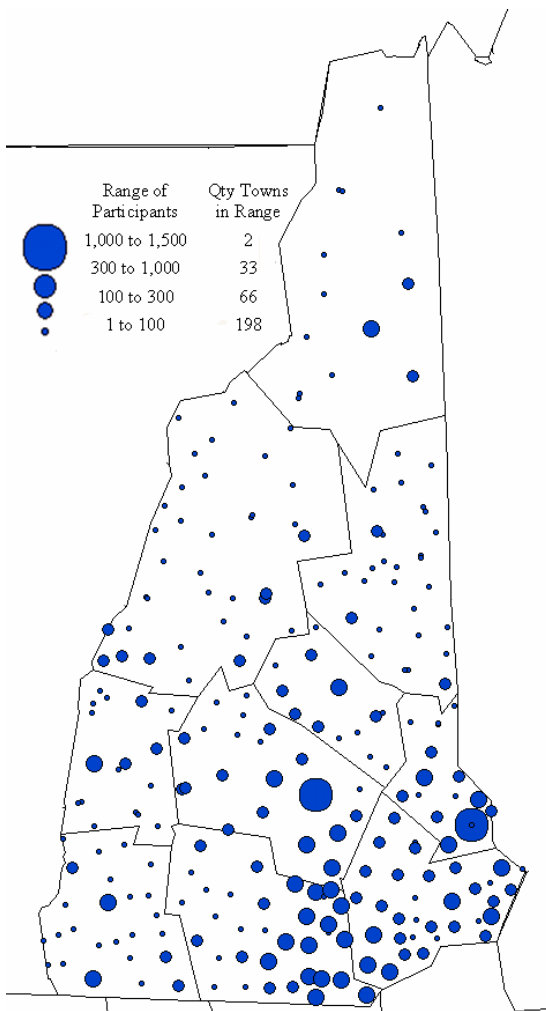 Range of Participants
Qty Towns in Range
1,000 to 1,500 2
300 to 1,000 33
100 to 300 66
1 to 100 198